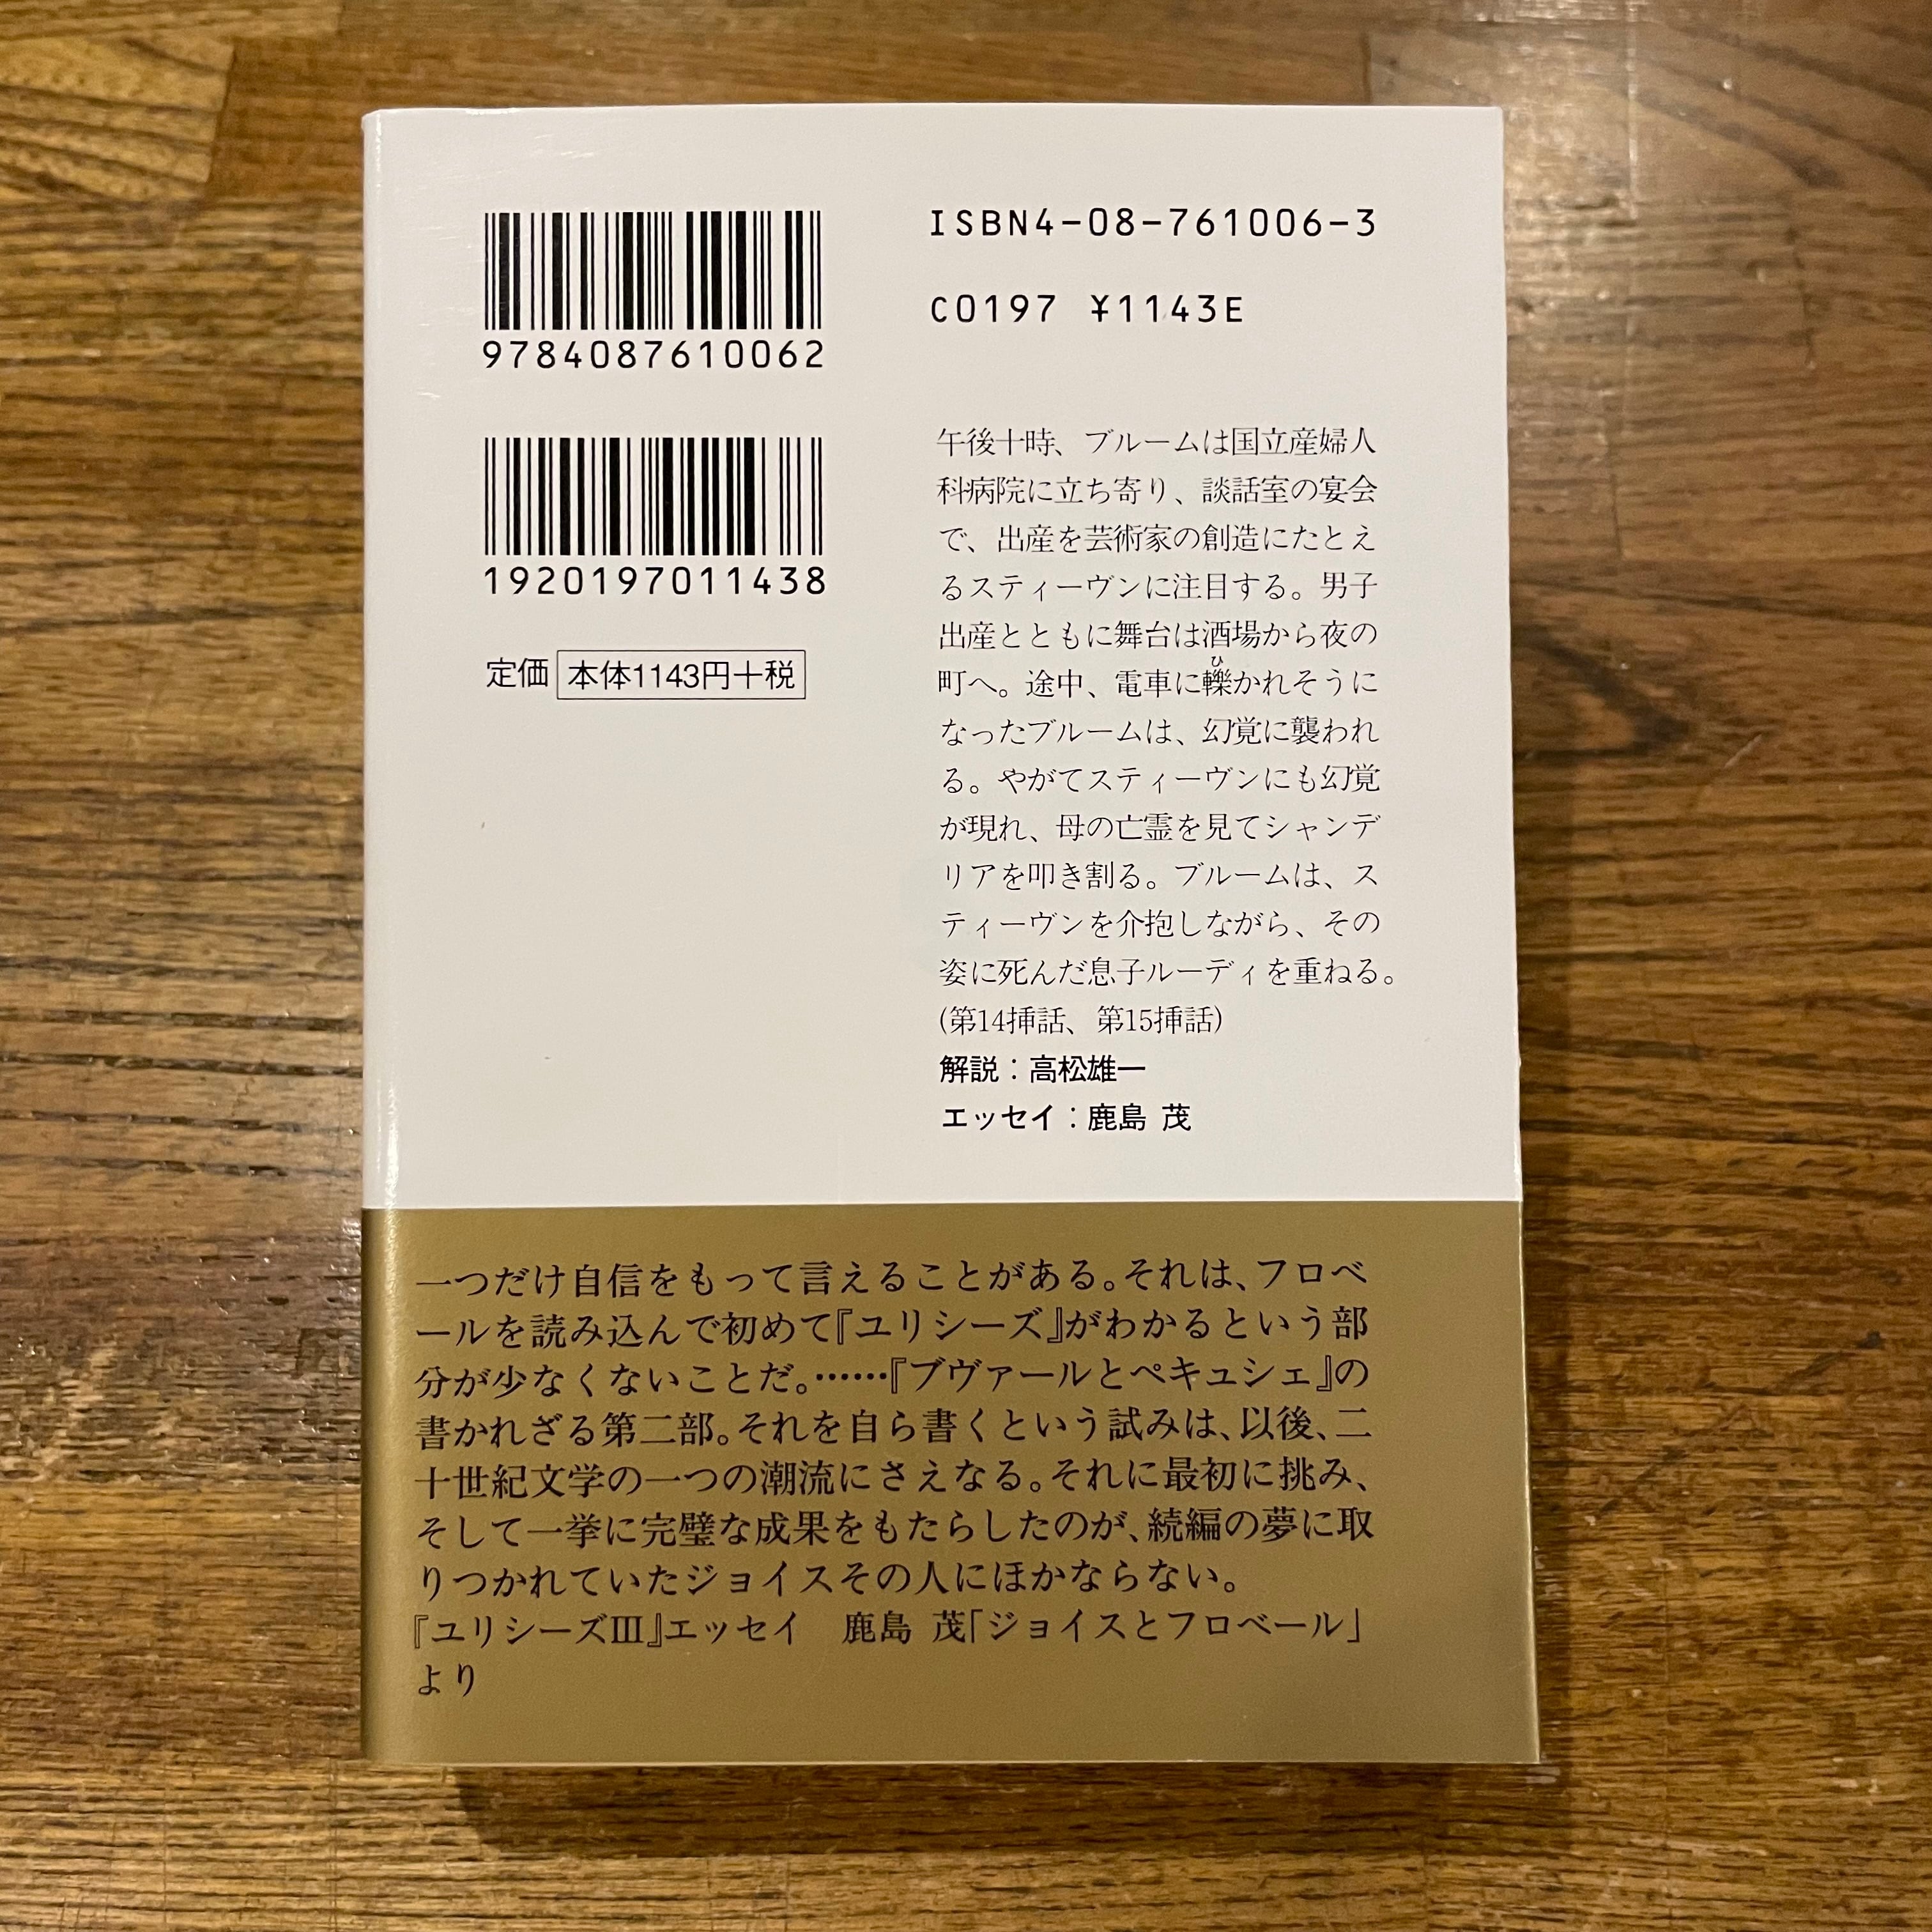 9784087610062
1920197011438
定価 本体1143円+税
ISBN4-08-761006-3
C0197 ¥1143E
午後十時、ブルームは国立産婦人
科病院に立ち寄り、談話室の宴会
で、出産を芸術家の創造にたとえ
るスティーヴンに注目する。男子
出産とともに舞台は酒場から夜の
ひ
町へ。途中、電車に轢かれそうに
なったブルームは、幻覚に襲われ
る。やがてスティーヴンにも幻覚
が現れ、母の亡霊を見てシャンデ
リアを叩き割る。ブルームは、ス
ティーヴンを介抱しながら、その
姿に死んだ息子ルーディを重ねる。
(第14挿話、第15挿話)
解説:高松雄一
エッセイ:鹿島 茂
一つだけ自信をもって言えることがある。それは、フロベ
ールを読み込んで初めて『ユリシーズ』がわかるという部
分が少なくないことだ。……『ブヴァールとペキュシェ』の
書かれざる第二部。それを自ら書くという試みは、以後、二
十世紀文学の一つの潮流にさえなる。それに最初に挑み、
そして一挙に完璧な成果をもたらしたのが、続編の夢に取
りつかれていたジョイスその人にほかならない。
『ユリシーズⅢ』エッセイ 鹿島 茂「ジョイスとフロベール」
より